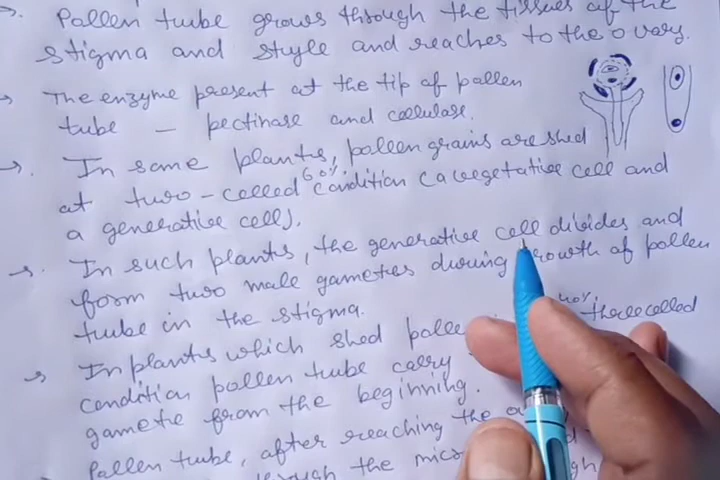 Pollen tube grows through the tissues of the
stigma and style and reaches to the ovary.
The enzyme present at the tip of pollen
tube - pectinase and cellulase.
In some plants, pollen grains are shed
at two-celled 60% condition (a vegetative cell and
a generative cell).
In such plants, the generative cell divides and
form two male gametes during growth of pollen
tube in the stigma.
In plants which shed pollen 40% three celled
condition pollen tube carry
gamete from the beginning.
Pollen tube, after reaching the
through the